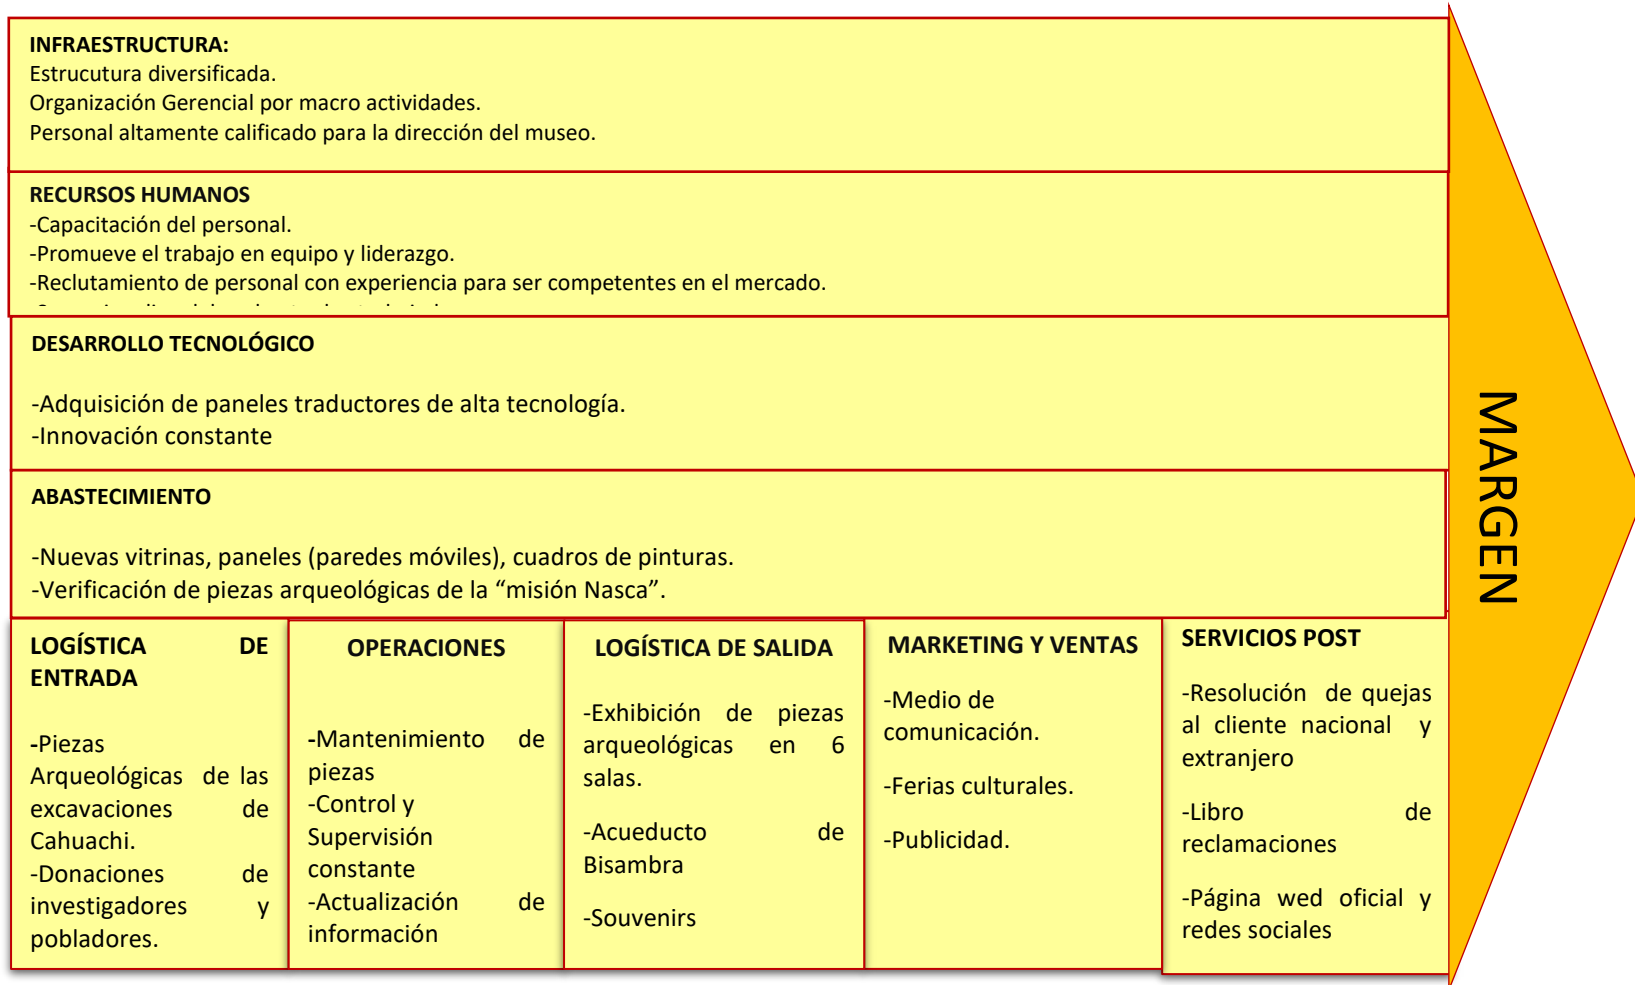 INFRAESTRUCTURA:
Estrucutura diversificada.
Organización Gerencial por macro actividades.
Personal altamente calificado para la dirección del museo.
RECURSOS HUMANOS
-Capacitación del personal.
-Promueve el trabajo en equipo y liderazgo.
-Reclutamiento de personal con experiencia para ser competentes en el mercado.
DESARROLLO TECNOLÓGICO
-Adquisición de paneles traductores de alta tecnología.
-Innovación constante
ABASTECIMIENTO
-Nuevas vitrinas, paneles (paredes móviles), cuadros de pinturas.
-Verificación de piezas arqueológicas de la “misión Nasca”.
LOGÍSTICA DE
ENTRADA
-Piezas
Arqueológicas de las
excavaciones de
Cahuachi.
-Donaciones de
investigadores y
pobladores.
OPERACIONES
-Mantenimiento de
piezas
-Control y
Supervisión
constante
-Actualización de
información
LOGÍSTICA DE SALIDA
-Exhibición de piezas
arqueológicas en 6
salas.
-Acueducto de
Bisambra
-Souvenirs
MARKETING Y VENTAS
-Medio de
comunicación.
-Ferias culturales.
-Publicidad.
SERVICIOS POST
-Resolución de quejas
al cliente nacional y
extranjero
-Libro de
reclamaciones
-Página wed oficial y
redes sociales
MARGEN